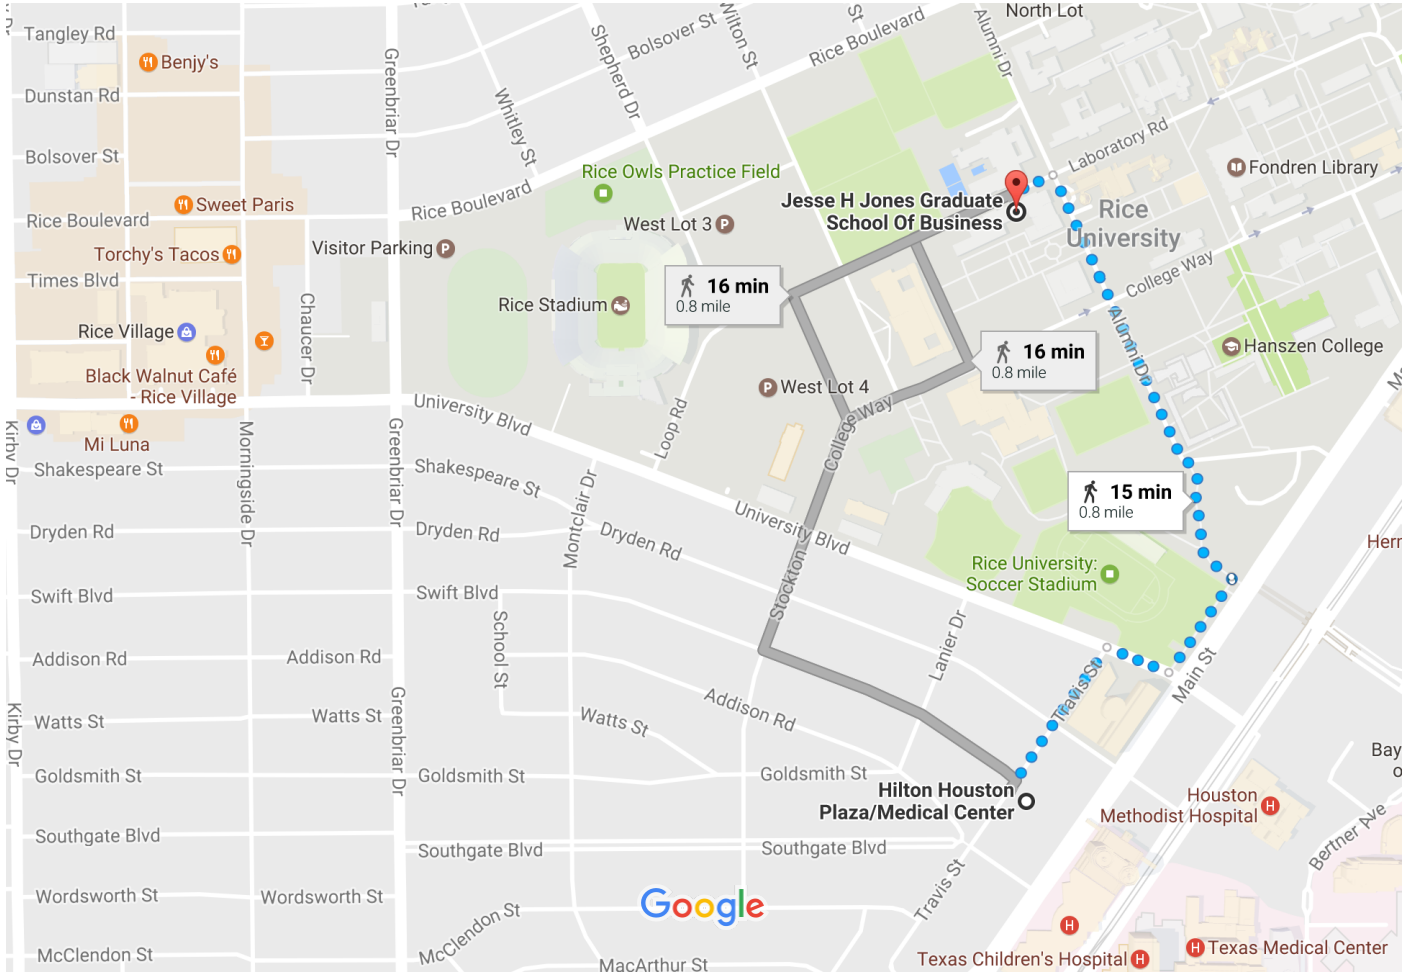 North Lot
Tangley Rd
Benjy's
Dunstan Rd
Bolsover St
Rice Boulevard
Sweet Paris
Torchy's Tacos
Times Blvd
Rice Village
Black Walnut Café
- Rice Village
Mi Luna
Chaucer Dr
Greenbriar Dr
Whitley St
Shepherd Dr
Bolsover St
Wilton St
St
Rice Boulevard
Alumni Dr
Rice Boulevard
Rice Owls Practice Field
West Lot 3
Visitor Parking
Rice Stadium
West Lot 4
Jesse H Jones Graduate
School Of Business
Laboratory Rd
Fondren Library
Rice
University
College Way
Alumni Dr
Hanszen College
16 min
0.8 mile
16 min
0.8 mile
15 min
0.8 mile
University Blvd
Loop Rd
College Way
University Blvd
Stockton
Kirby Dr
Morningside Dr
Greenbriar Dr
Shakespeare St
Shakespeare St
Montclair Dr
Dryden Rd
Dryden Rd
Dryden Rd
Swift Blvd
Swift Blvd
School St
Addison Rd
Addison Rd
Addison Rd
Watts St
Watts St
Watts St
Kirby Dr
Greenbriar Dr
Goldsmith St
Goldsmith St
Goldsmith St
Southgate Blvd
Southgate Blvd
Southgate Blvd
Wordsworth St
Wordsworth St
McClendon St
McClendon St
MacArthur St
Rice University:
Soccer Stadium
Lanier Dr
Travis St
Main St
Hilton Houston
Plaza/Medical Center
Travis St
Houston
Methodist Hospital
Bertner Ave
Texas Children's Hospital
Texas Medical Center
Google